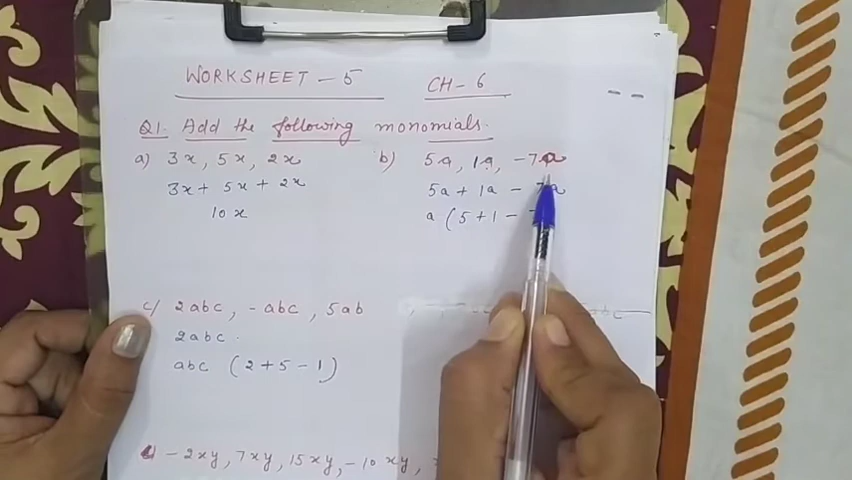 WORKSHEET - 5 CH- 6
Q1. Add the following monomials.
a) 3x, 5x, 2x
3x + 5x + 2x
10x
b) 5a, 1a, -7a
5a + 1a - 7a
a (5 + 1 -
c) 2abc, -abc, 5ab
2abc.
abc (2 + 5 - 1)
-2xy, 7xy, 15xy, -10xy,